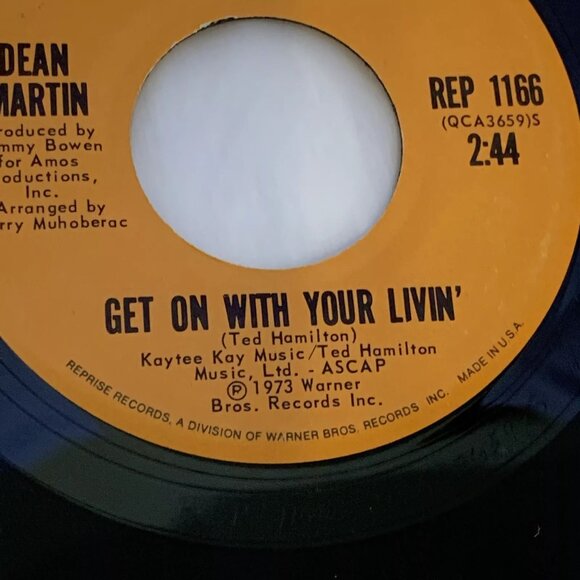 DEAN
MARTIN
roduced by
mmy Bowen
for Amos
oductions,
Inc.
Arranged by
rry Muhoberac
REP 1166
(QCA3659)S
2:44
GET ON WITH YOUR LIVIN'
(Ted Hamilton)
Kaytee Kay Music/Ted Hamilton
Music, Ltd. - ASCAP
Ⓟ 1973 Warner
Bros. Records Inc.
REPRISE RECORDS, A DIVISION OF WARNER BROS. RECORDS INC. MADE IN U.S.A.